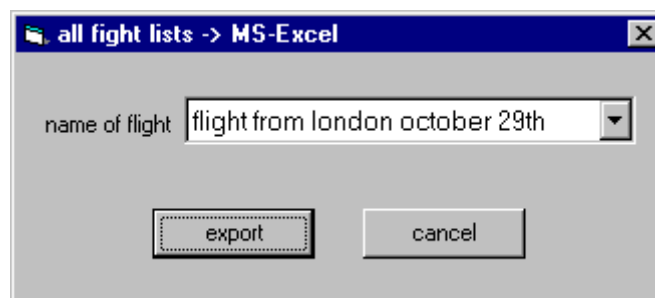 all fight lists -> MS-Excel
name of flight flight from london october 29th
export cancel